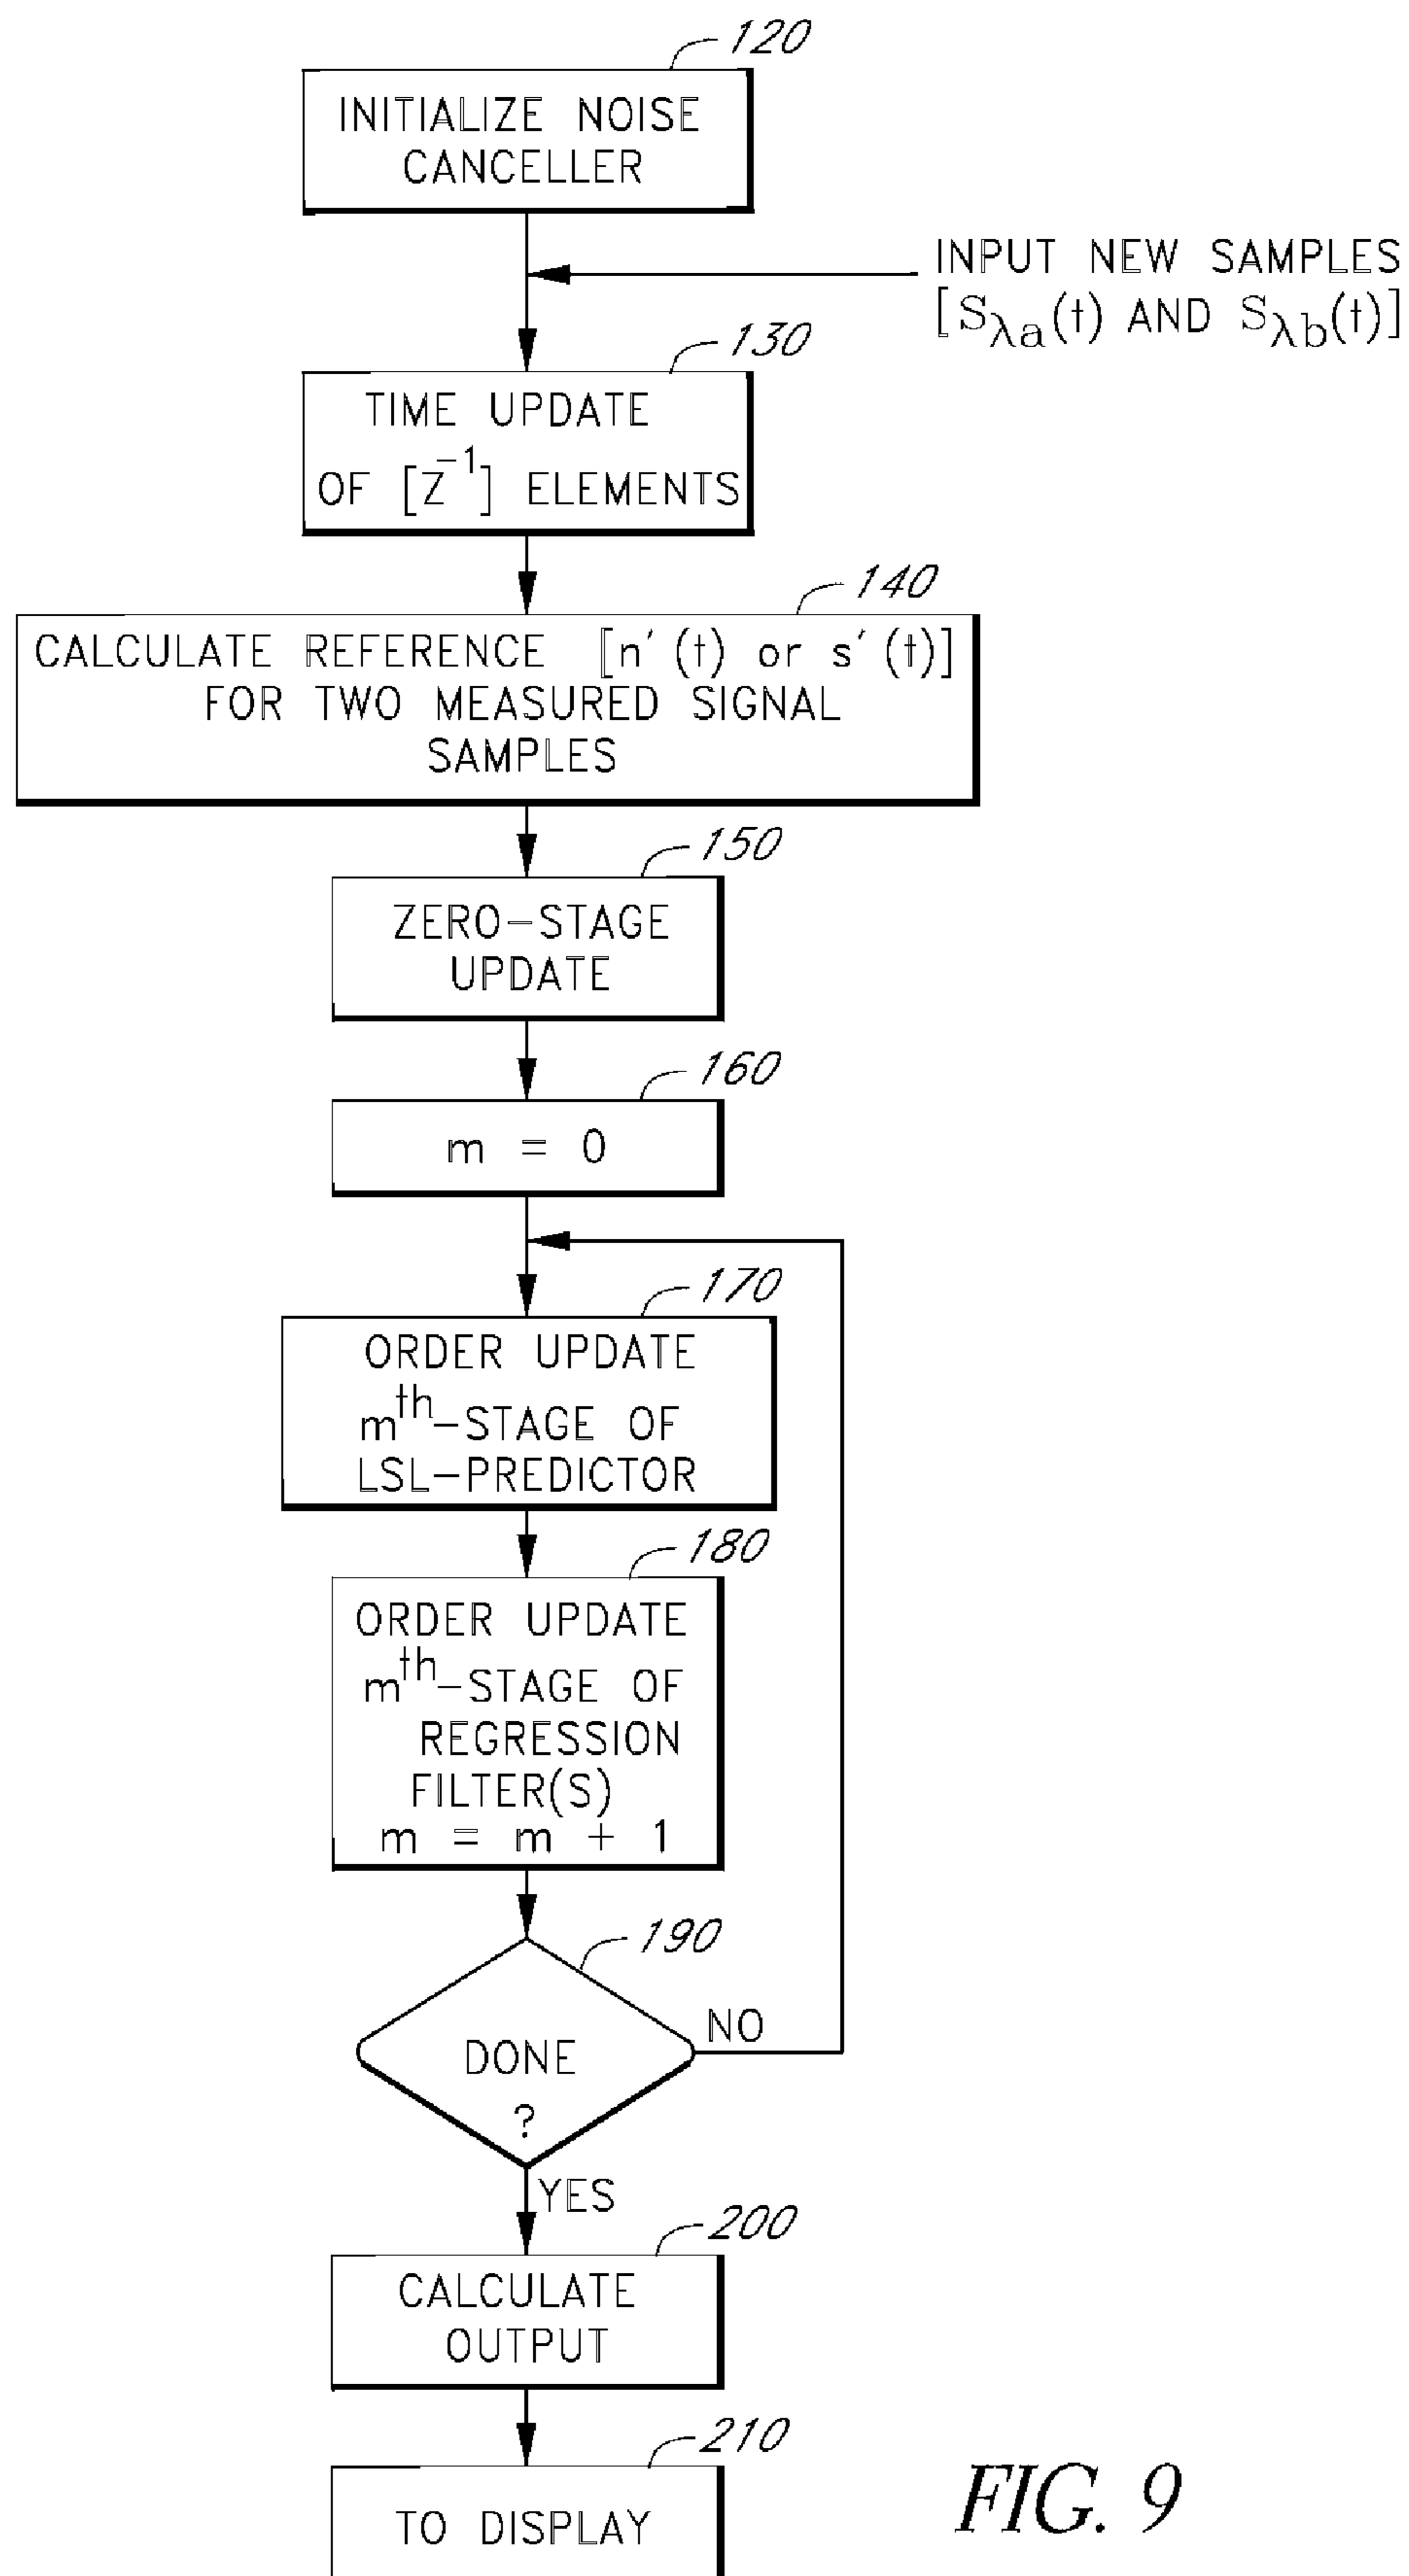 120
INITIALIZE NOISE
CANCELLER
INPUT NEW SAMPLES
[S_λa(t) AND S_λb(t)]
130
TIME UPDATE
OF [Z⁻¹] ELEMENTS
140
CALCULATE REFERENCE [n′(t) or s′(t)]
FOR TWO MEASURED SIGNAL
SAMPLES
150
ZERO–STAGE
UPDATE
160
m = 0
170
ORDER UPDATE
mᵗʰ–STAGE OF
LSL–PREDICTOR
180
ORDER UPDATE
mᵗʰ–STAGE OF
REGRESSION
FILTER(S)
m = m + 1
190
NO
DONE
?
YES
200
CALCULATE
OUTPUT
210
TO DISPLAY
FIG. 9